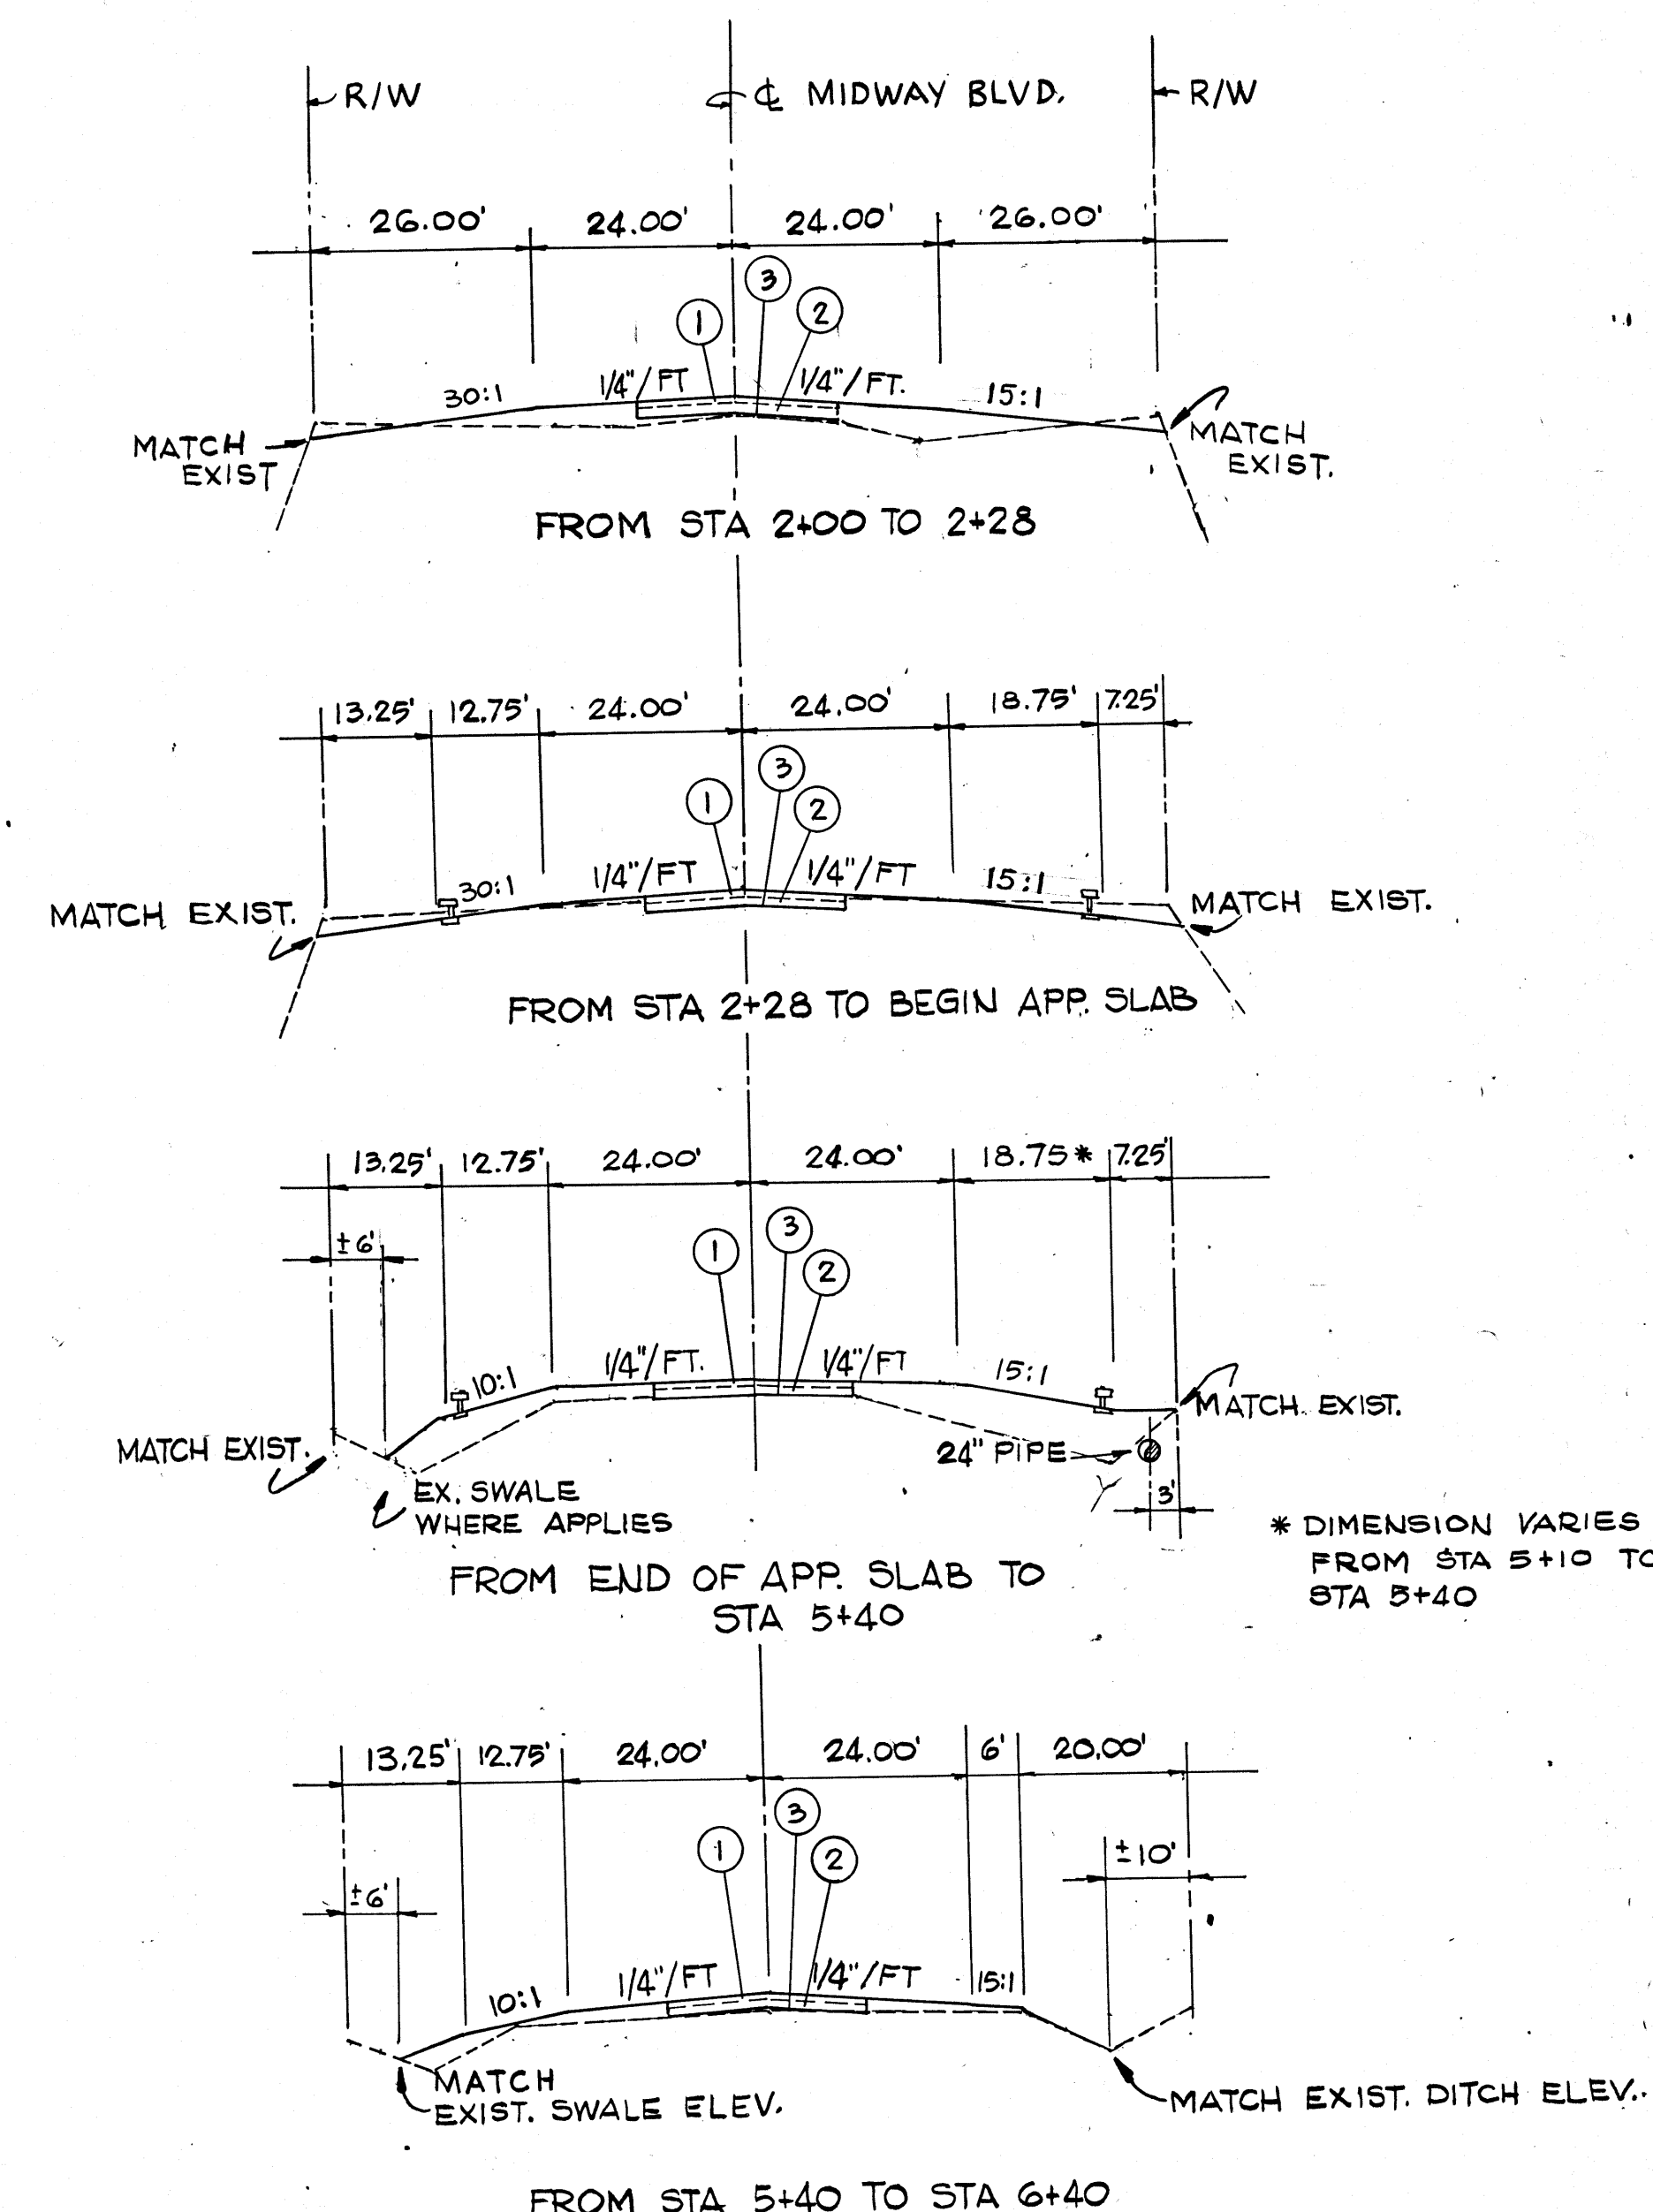 R/W ℄ MIDWAY BLVD. R/W
26.00' 24.00' 24.00' 26.00'
3
1 2
30:1 1/4"/FT 1/4"/FT. 15:1
MATCH
EXIST
MATCH
EXIST.
FROM STA 2+00 TO 2+28
13.25' 12.75' 24.00' 24.00' 18.75' 7.25'
3
1 2
30:1 1/4"/FT 1/4"/FT 15:1
MATCH EXIST. MATCH EXIST.
FROM STA 2+28 TO BEGIN APP. SLAB
13.25' 12.75' 24.00' 24.00' 18.75* 7.25'
±6'
3
1 2
10:1 1/4"/FT. 1/4"/FT 15:1
MATCH EXIST.
MATCH EXIST.
24" PIPE
EX. SWALE
WHERE APPLIES
3'
* DIMENSION VARIES
FROM STA 5+10 TO
STA 5+40
FROM END OF APP. SLAB TO
STA 5+40
13.25' 12.75' 24.00' 24.00' 6' 20.00'
3
1 2
±10'
±6'
10:1 1/4"/FT 1/4"/FT 15:1
MATCH
EXIST. SWALE ELEV.
MATCH EXIST. DITCH ELEV.
FROM STA 5+40 TO STA 6+40